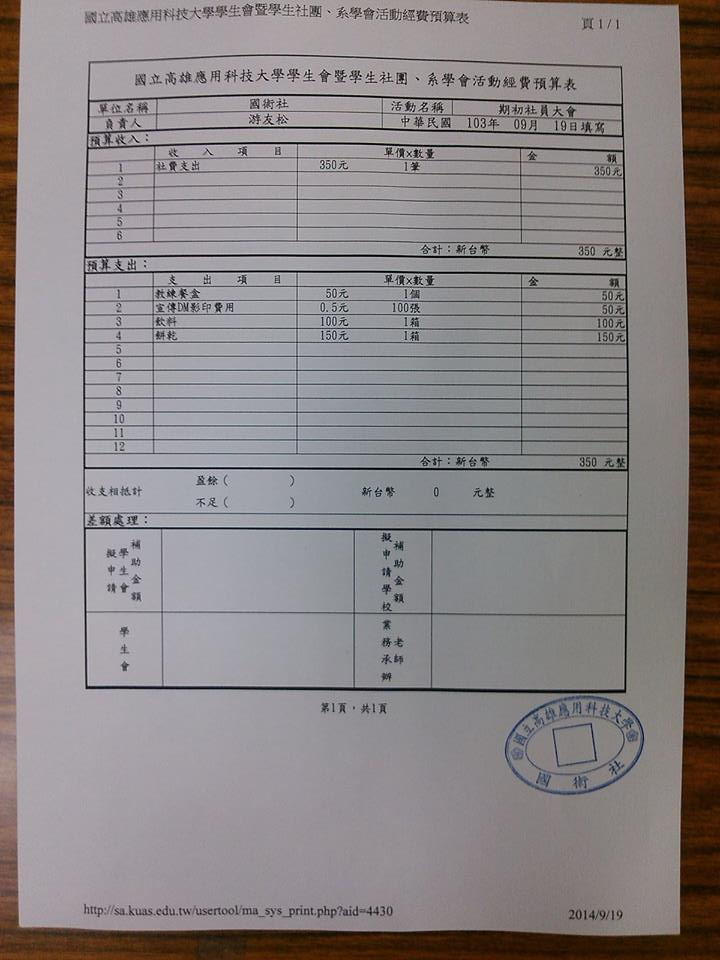 國立高雄應用科技大學學生會暨學生社團、系學會活動經費預算表 頁 1 / 1
國立高雄應用科技大學學生會暨學生社團、系學會活動經費預算表
單位名稱 國術社 活動名稱 期初社員大會
負責人 游友松 中華民國 103年 09月 19日填寫
預算收入：
收 入 項 目 單價×數量 金 額
1 社費支出 350元 1筆 350元
2
3
4
5
6
合計：新台幣 350 元整
預算支出：
支 出 項 目 單價×數量 金 額
1 教練餐盒 50元 1個 50元
2 宣傳DM影印費用 0.5元 100張 50元
3 飲料 100元 1箱 100元
4 餅乾 150元 1箱 150元
5
6
7
8
9
10
11
12
合計：新台幣 350 元整
盈餘（ ）
收支相抵計 新台幣 0 元整
不足（ ）
差額處理：
擬申請學生會補助金額 擬申請學校補助金額
學生會 業務承辦老師
第1頁，共1頁
國立高雄應用科技大學
國術社
http://sa.kuas.edu.tw/usertool/ma_sys_print.php?aid=4430 2014/9/19